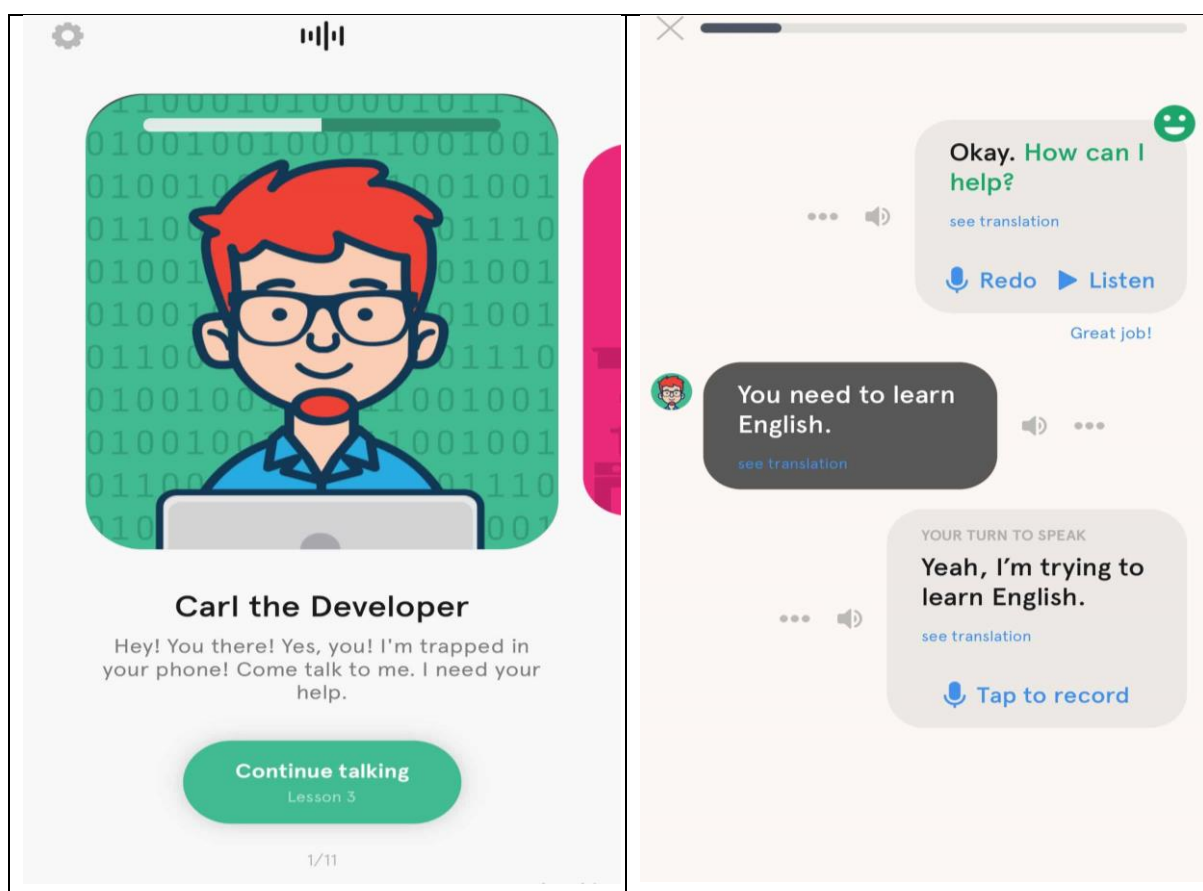 Carl the Developer
Hey! You there! Yes, you! I'm trapped in
your phone! Come talk to me. I need your
help.
Continue talking
Lesson 3
1/11
Okay. How can I
help?
see translation
Redo Listen
Great job!
You need to learn
English.
see translation
YOUR TURN TO SPEAK
Yeah, I'm trying to
learn English.
see translation
Tap to record